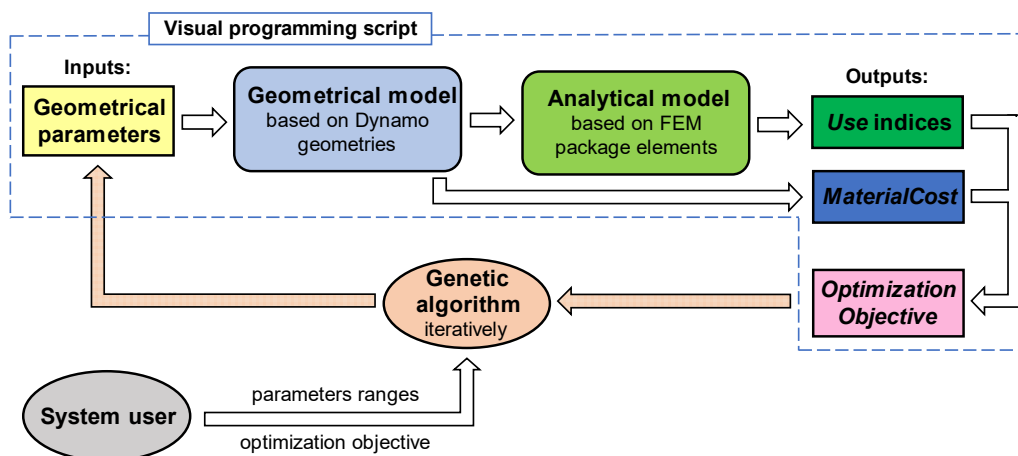 Visual programming script
Inputs:
Geometrical
parameters
Geometrical model
based on Dynamo
geometries
Analytical model
based on FEM
package elements
Outputs:
Use indices
MaterialCost
Optimization
Objective
Genetic
algorithm
iteratively
System user
parameters ranges
optimization objective